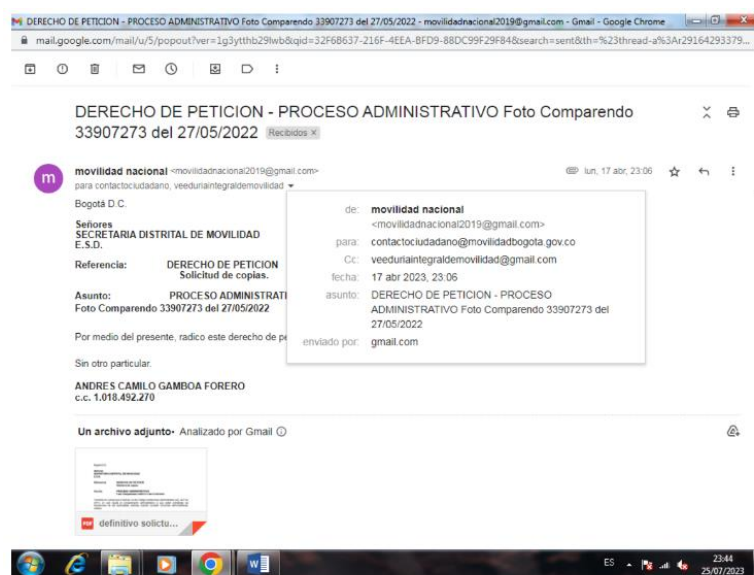 DERECHO DE PETICION - PROCESO ADMINISTRATIVO Foto Comparendo 33907273 del 27/05/2022 - movilidadnacional2019@gmail.com - Gmail - Google Chrome
mail.google.com/mail/u/5/popout?ver=1g3ytthb29lwb&qid=32F6B637-216F-4EEA-BFD9-88DC99F29F84&search=sent&th=%23thread-a%3Ar29164293379...
DERECHO DE PETICION - PROCESO ADMINISTRATIVO Foto Comparendo
33907273 del 27/05/2022 Recibidos x
m
movilidad nacional <movilidadnacional2019@gmail.com>
lun, 17 abr, 23:06
para contactociudadano, veeduriaintegraldemovilidad
Bogotá D.C.
Señores
SECRETARIA DISTRITAL DE MOVILIDAD
E.S.D.
Referencia: DERECHO DE PETICION
Solicitud de copias.
Asunto: PROCESO ADMINISTRATI
Foto Comparendo 33907273 del 27/05/2022
Por medio del presente, radico este derecho de pe
Sin otro particular.
ANDRES CAMILO GAMBOA FORERO
c.c. 1.018.492.270
de: movilidad nacional
<movilidadnacional2019@gmail.com>
para: contactociudadano@movilidadbogota.gov.co
Cc: veeduriaintegraldemovilidad@gmail.com
fecha: 17 abr 2023, 23:06
asunto: DERECHO DE PETICION - PROCESO
ADMINISTRATIVO Foto Comparendo 33907273 del
27/05/2022
enviado por: gmail.com
Un archivo adjunto • Analizado por Gmail
PDF definitivo solictu...
ES
23:44
25/07/2023